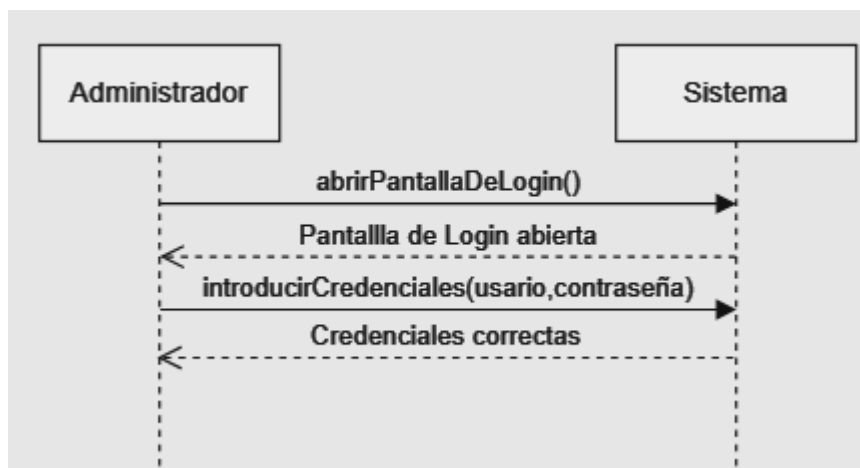 Administrador
Sistema
abrirPantallaDeLogin()
Pantallla de Login abierta
introducirCredenciales(usario,contraseña)
Credenciales correctas